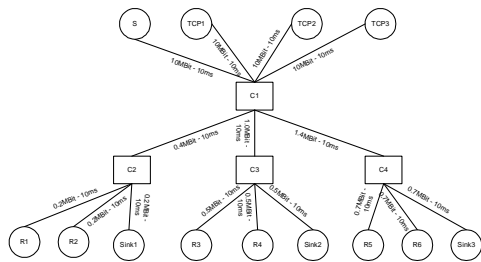 S
TCP1
TCP2
TCP3
10MBit - 10ms
10MBit - 10ms
10MBit - 10ms
10MBit - 10ms
C1
0.4MBit - 10ms
1.0MBit -
10ms
1.4MBit - 10ms
C2
C3
C4
0.2MBit - 10ms
0.2MBit - 10ms
0.2MBit -
10ms
0.5MBit - 10ms
0.5MBit -
10ms
0.5MBit - 10ms
0.7MBit -
10ms
0.7MBit - 10ms
0.7MBit - 10ms
R1
R2
Sink1
R3
R4
Sink2
R5
R6
Sink3